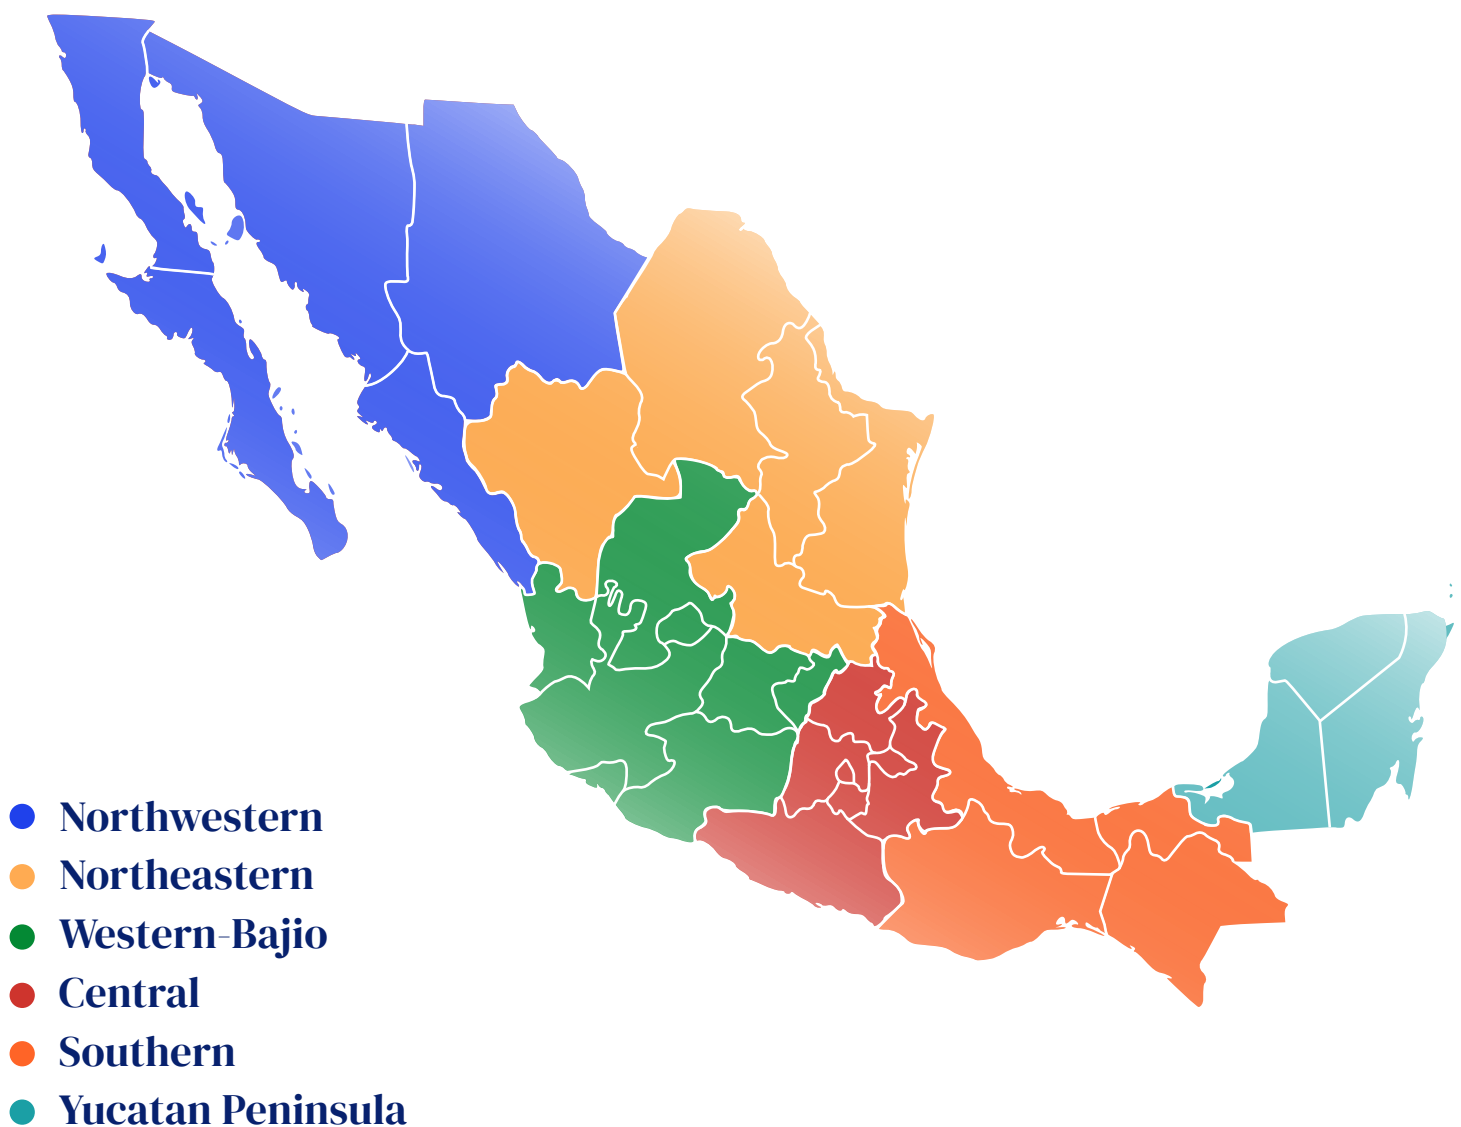 Northwestern
Northeastern
Western-Bajio
Central
Southern
Yucatan Peninsula